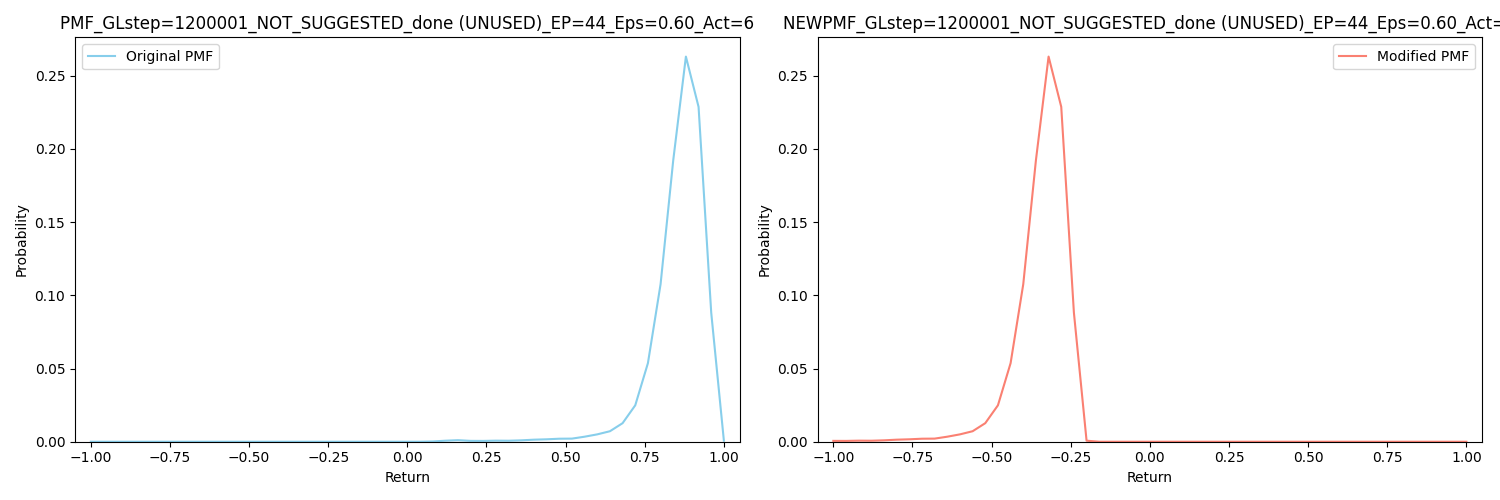 PMF_GLstep=1200001_NOT_SUGGESTED_done (UNUSED)_EP=44_Eps=0.60_Act=6
Original PMF
0.25
0.20
0.15
0.10
0.05
0.00
Probability
−1.00 −0.75 −0.50 −0.25 0.00 0.25 0.50 0.75 1.00
Return
NEWPMF_GLstep=1200001_NOT_SUGGESTED_done (UNUSED)_EP=44_Eps=0.60_Act=
Modified PMF
0.25
0.20
0.15
0.10
0.05
0.00
Probability
−1.00 −0.75 −0.50 −0.25 0.00 0.25 0.50 0.75 1.00
Return